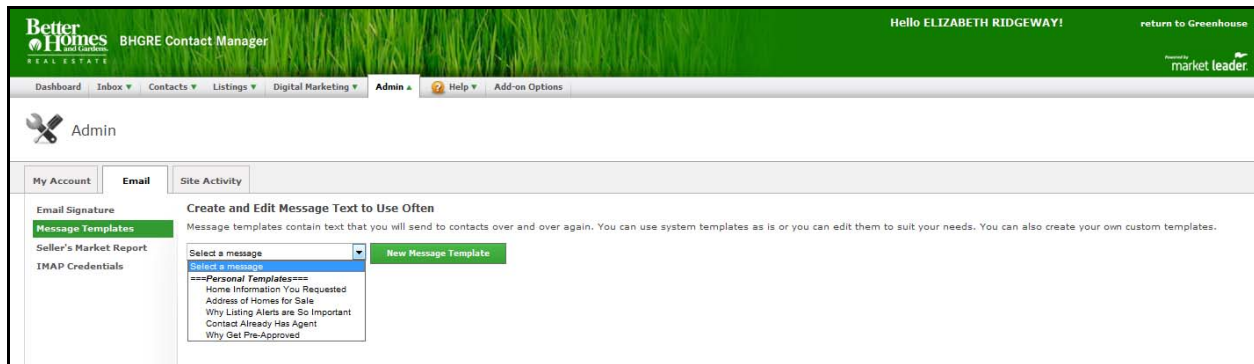 Better Homes and Gardens REAL ESTATE
BHGRE Contact Manager
Hello ELIZABETH RIDGEWAY!
return to Greenhouse
Powered by
market leader.
Dashboard Inbox ▼ Contacts ▼ Listings ▼ Digital Marketing ▼ Admin ▲ Help ▼ Add-on Options
Admin
My Account Email Site Activity
Email Signature
Message Templates
Seller's Market Report
IMAP Credentials
Create and Edit Message Text to Use Often
Message templates contain text that you will send to contacts over and over again. You can use system templates as is or you can edit them to suit your needs. You can also create your own custom templates.
Select a message
New Message Template
Select a message
===Personal Templates===
Home Information You Requested
Address of Homes for Sale
Why Listing Alerts are So Important
Contact Already Has Agent
Why Get Pre-Approved